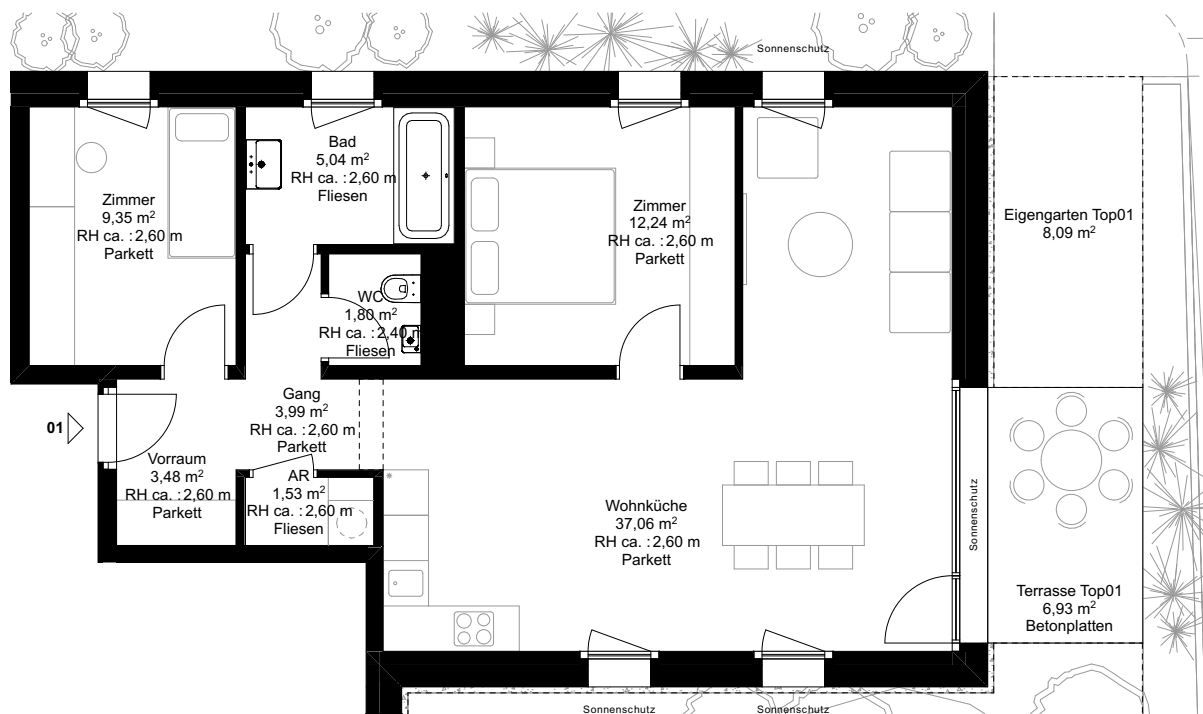 Sonnenschutz
Bad
5,04 m²
RH ca. :2,60 m
Fliesen
Zimmer
9,35 m²
RH ca. :2,60 m
Parkett
Zimmer
12,24 m²
RH ca. :2,60 m
Parkett
Eigengarten Top01
8,09 m²
WC
1,80 m²
RH ca. :2,40 m
Fliesen
01
Gang
3,99 m²
RH ca. :2,60 m
Parkett
Vorraum
3,48 m²
RH ca. :2,60 m
Parkett
AR
1,53 m²
RH ca. :2,60 m
Fliesen
Wohnküche
37,06 m²
RH ca. :2,60 m
Parkett
Sonnenschutz
Terrasse Top01
6,93 m²
Betonplatten
Sonnenschutz
Sonnenschutz